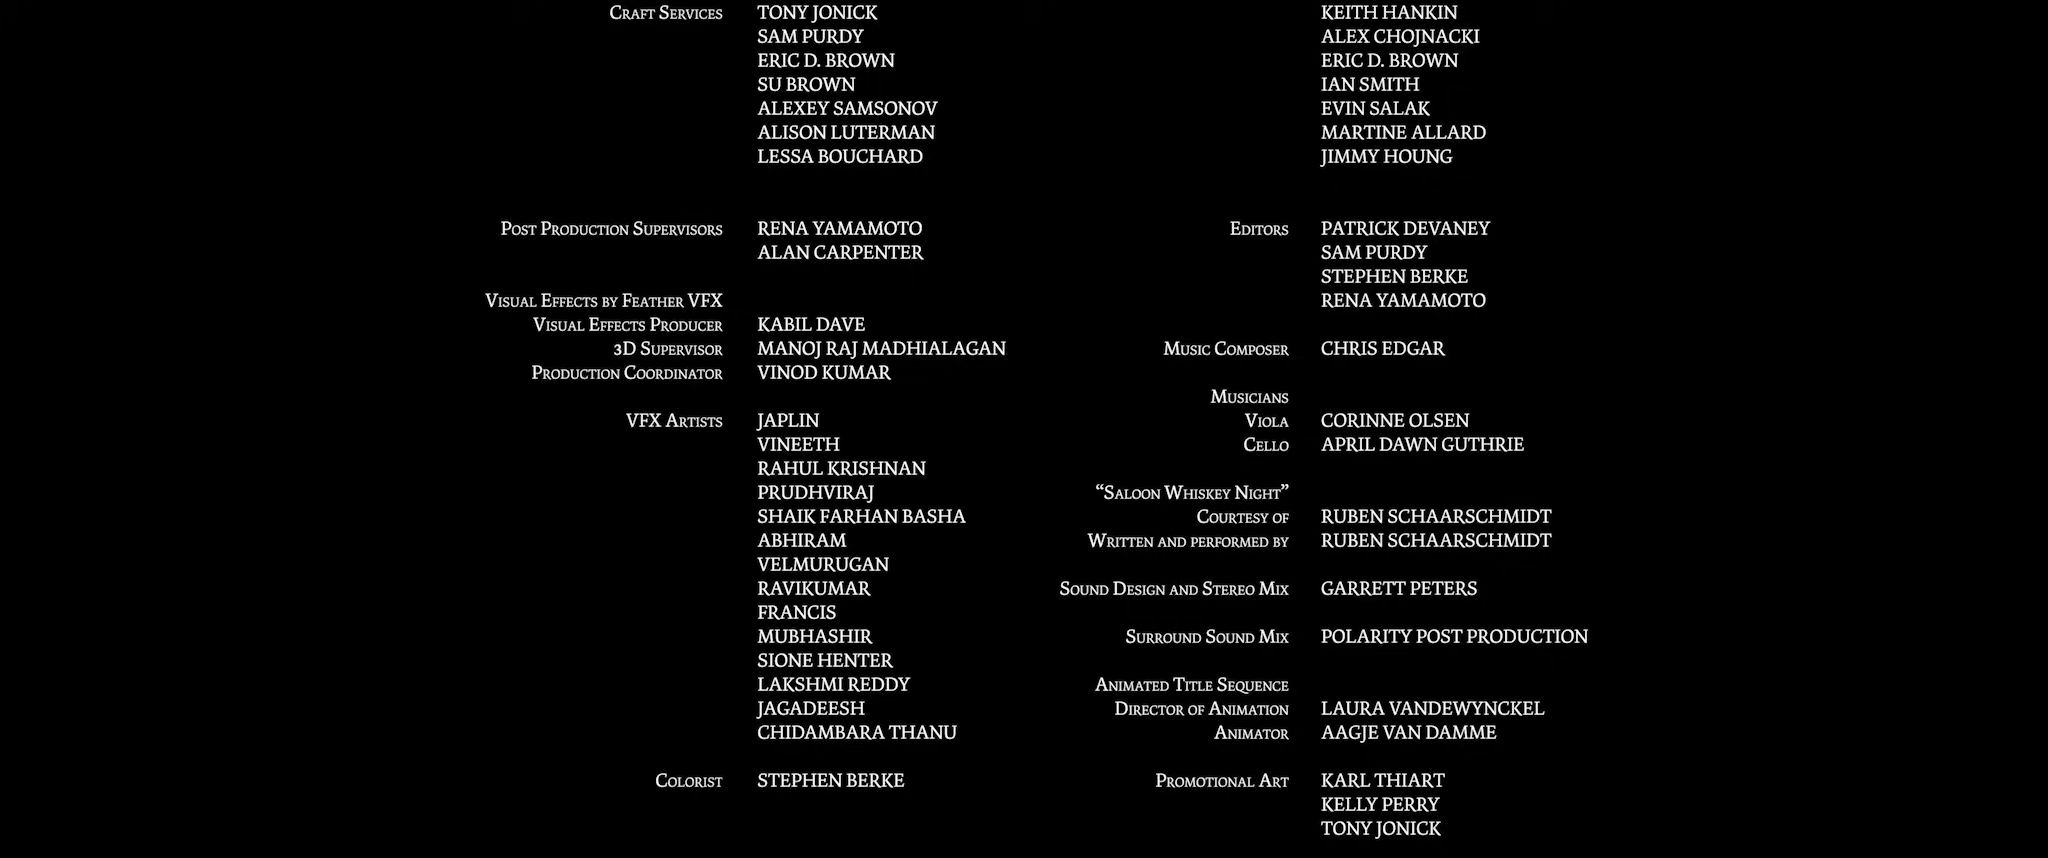 Craft Services TONY JONICK
SAM PURDY
ERIC D. BROWN
SU BROWN
ALEXEY SAMSONOV
ALISON LUTERMAN
LESSA BOUCHARD
Post Production Supervisors RENA YAMAMOTO
ALAN CARPENTER
Visual Effects by Feather VFX
Visual Effects Producer KABIL DAVE
3D Supervisor MANOJ RAJ MADHIALAGAN
Production Coordinator VINOD KUMAR
VFX Artists JAPLIN
VINEETH
RAHUL KRISHNAN
PRUDHVIRAJ
SHAIK FARHAN BASHA
ABHIRAM
VELMURUGAN
RAVIKUMAR
FRANCIS
MUBHASHIR
SIONE HENTER
LAKSHMI REDDY
JAGADEESH
CHIDAMBARA THANU
Colorist STEPHEN BERKE
KEITH HANKIN
ALEX CHOJNACKI
ERIC D. BROWN
IAN SMITH
EVIN SALAK
MARTINE ALLARD
JIMMY HOUNG
Editors PATRICK DEVANEY
SAM PURDY
STEPHEN BERKE
RENA YAMAMOTO
Music Composer CHRIS EDGAR
Musicians
Viola CORINNE OLSEN
Cello APRIL DAWN GUTHRIE
“Saloon Whiskey Night”
Courtesy of RUBEN SCHAARSCHMIDT
Written and performed by RUBEN SCHAARSCHMIDT
Sound Design and Stereo Mix GARRETT PETERS
Surround Sound Mix POLARITY POST PRODUCTION
Animated Title Sequence
Director of Animation LAURA VANDEWYNCKEL
Animator AAGJE VAN DAMME
Promotional Art KARL THIART
KELLY PERRY
TONY JONICK